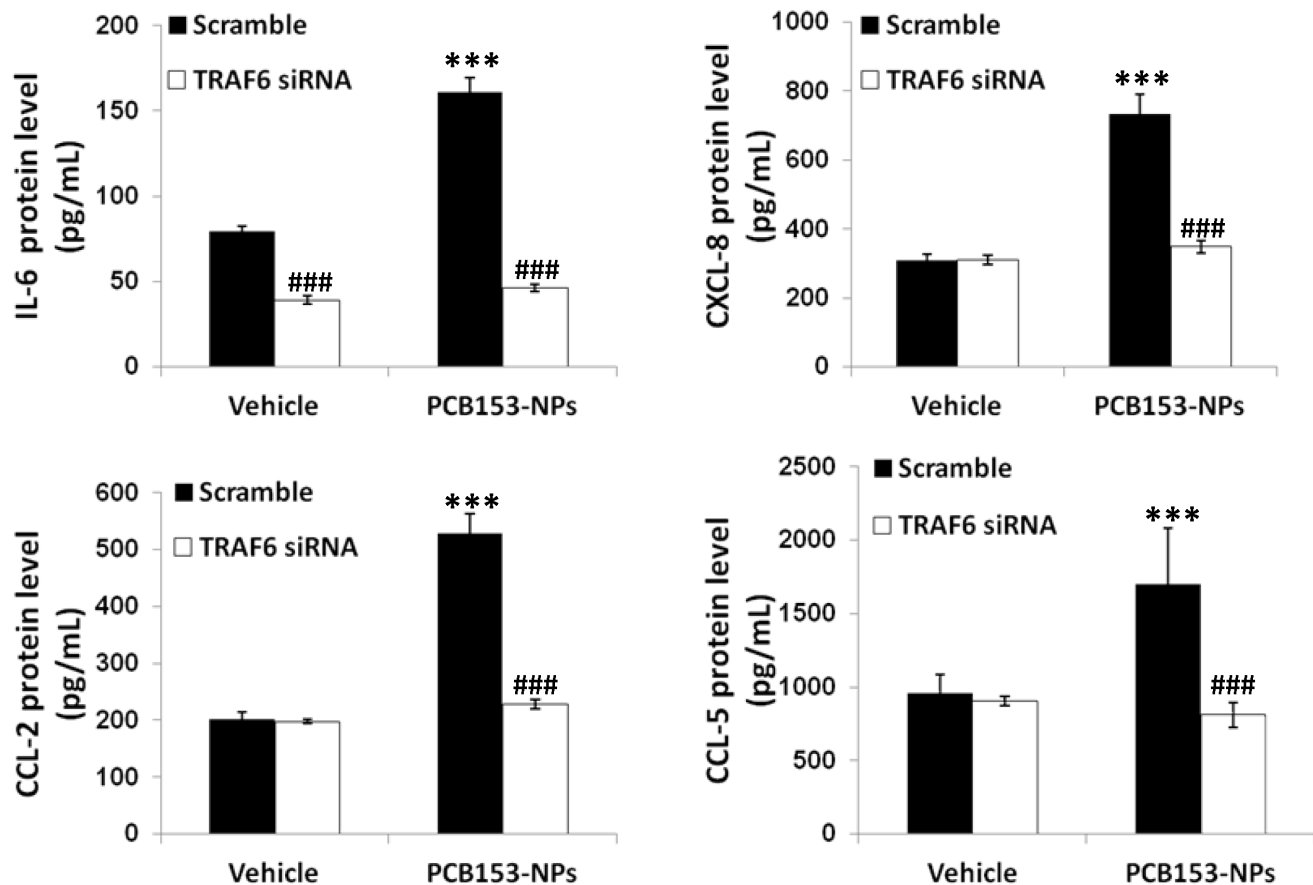 IL-6 protein level
(pg/mL)
200
150
100
50
0
Scramble
TRAF6 siRNA
***
###
###
Vehicle
PCB153-NPs
CXCL-8 protein level
(pg/mL)
1000
800
600
400
200
0
Scramble
TRAF6 siRNA
***
###
Vehicle
PCB153-NPs
CCL-2 protein level
(pg/mL)
600
500
400
300
200
100
0
Scramble
TRAF6 siRNA
***
###
Vehicle
PCB153-NPs
CCL-5 protein level
(pg/mL)
2500
2000
1500
1000
500
0
Scramble
TRAF6 siRNA
***
###
Vehicle
PCB153-NPs